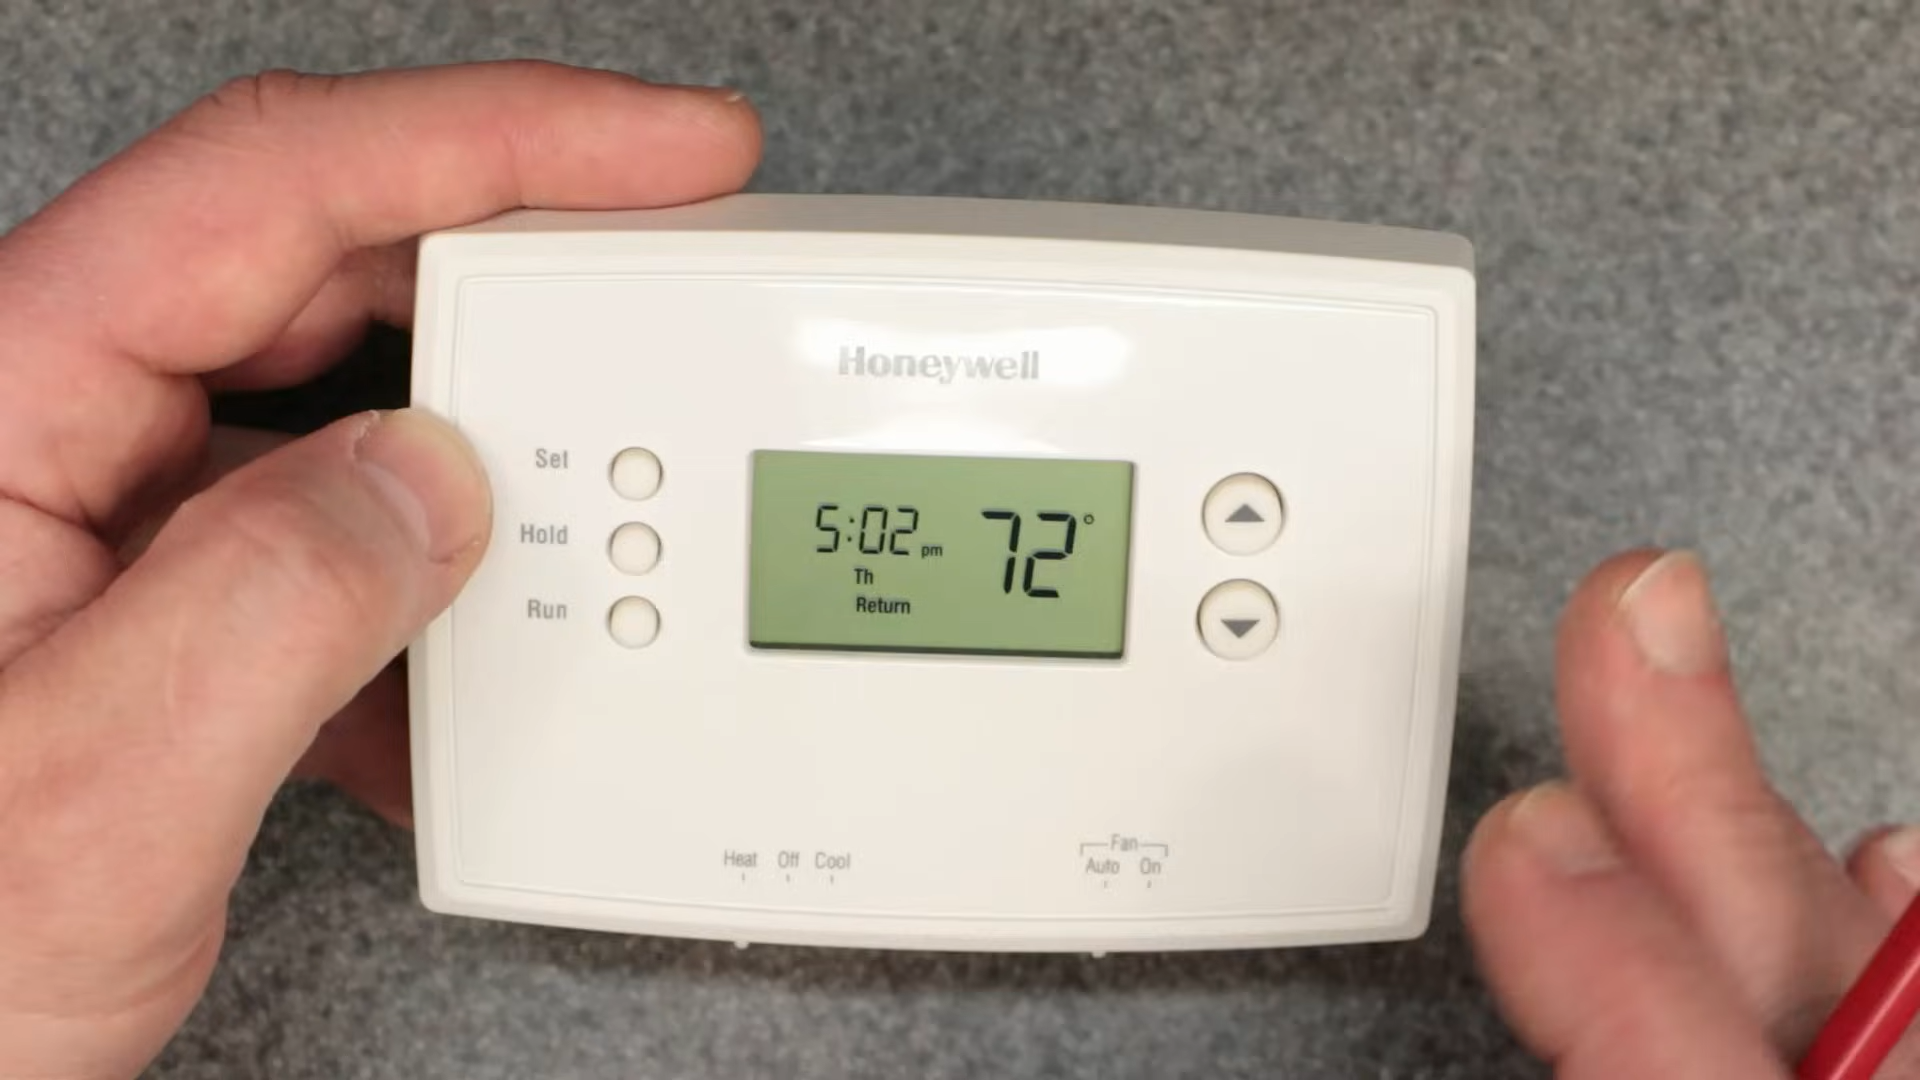 Honeywell
Set
Hold
Run
5:02 pm 72°
Th
Return
Heat Off Cool
Fan
Auto On